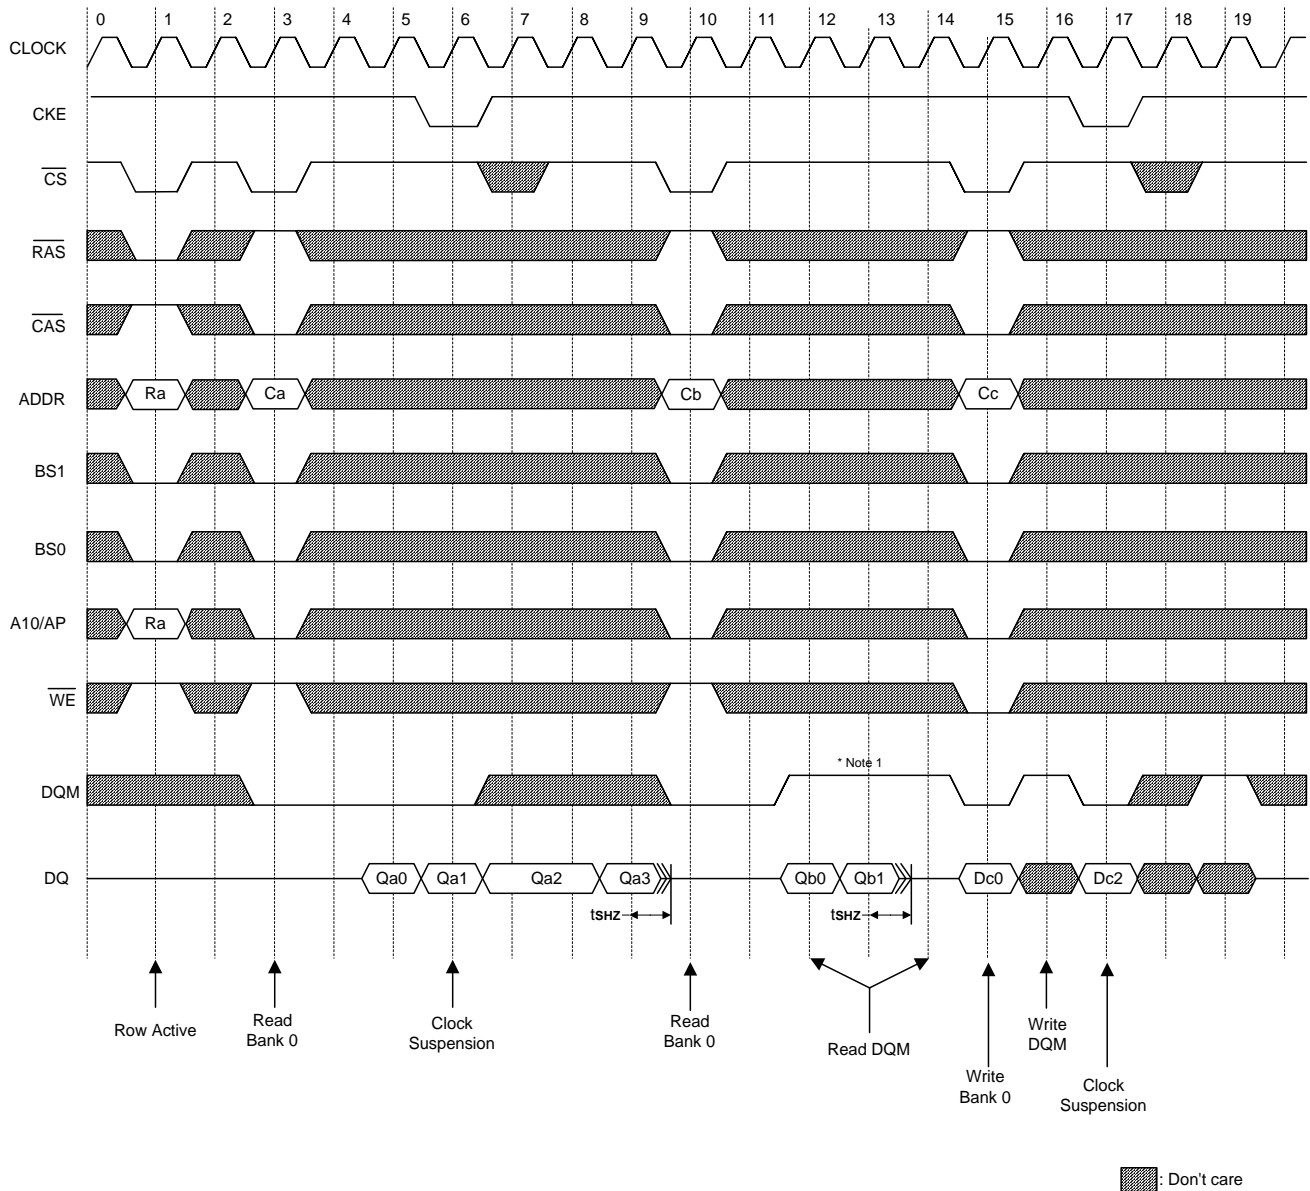 0 1 2 3 4 5 6 7 8 9 10 11 12 13 14 15 16 17 18 19
CLOCK
CKE
CS
RAS
CAS
ADDR Ra Ca Cb Cc
BS1
BS0
A10/AP Ra
WE
* Note 1
DQM
DQ Qa0 Qa1 Qa2 Qa3 Qb0 Qb1 Dc0 Dc2
tSHZ tSHZ
Row Active
Read
Bank 0
Clock
Suspension
Read
Bank 0
Read DQM
Write
Bank 0
Write
DQM
Clock
Suspension
: Don't care